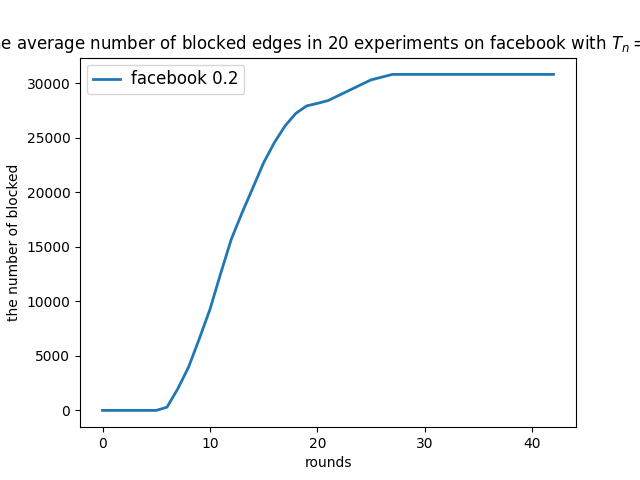 e average number of blocked edges in 20 experiments on facebook with Tₙ =
facebook 0.2
the number of blocked
30000
25000
20000
15000
10000
5000
0
0 10 20 30 40
rounds